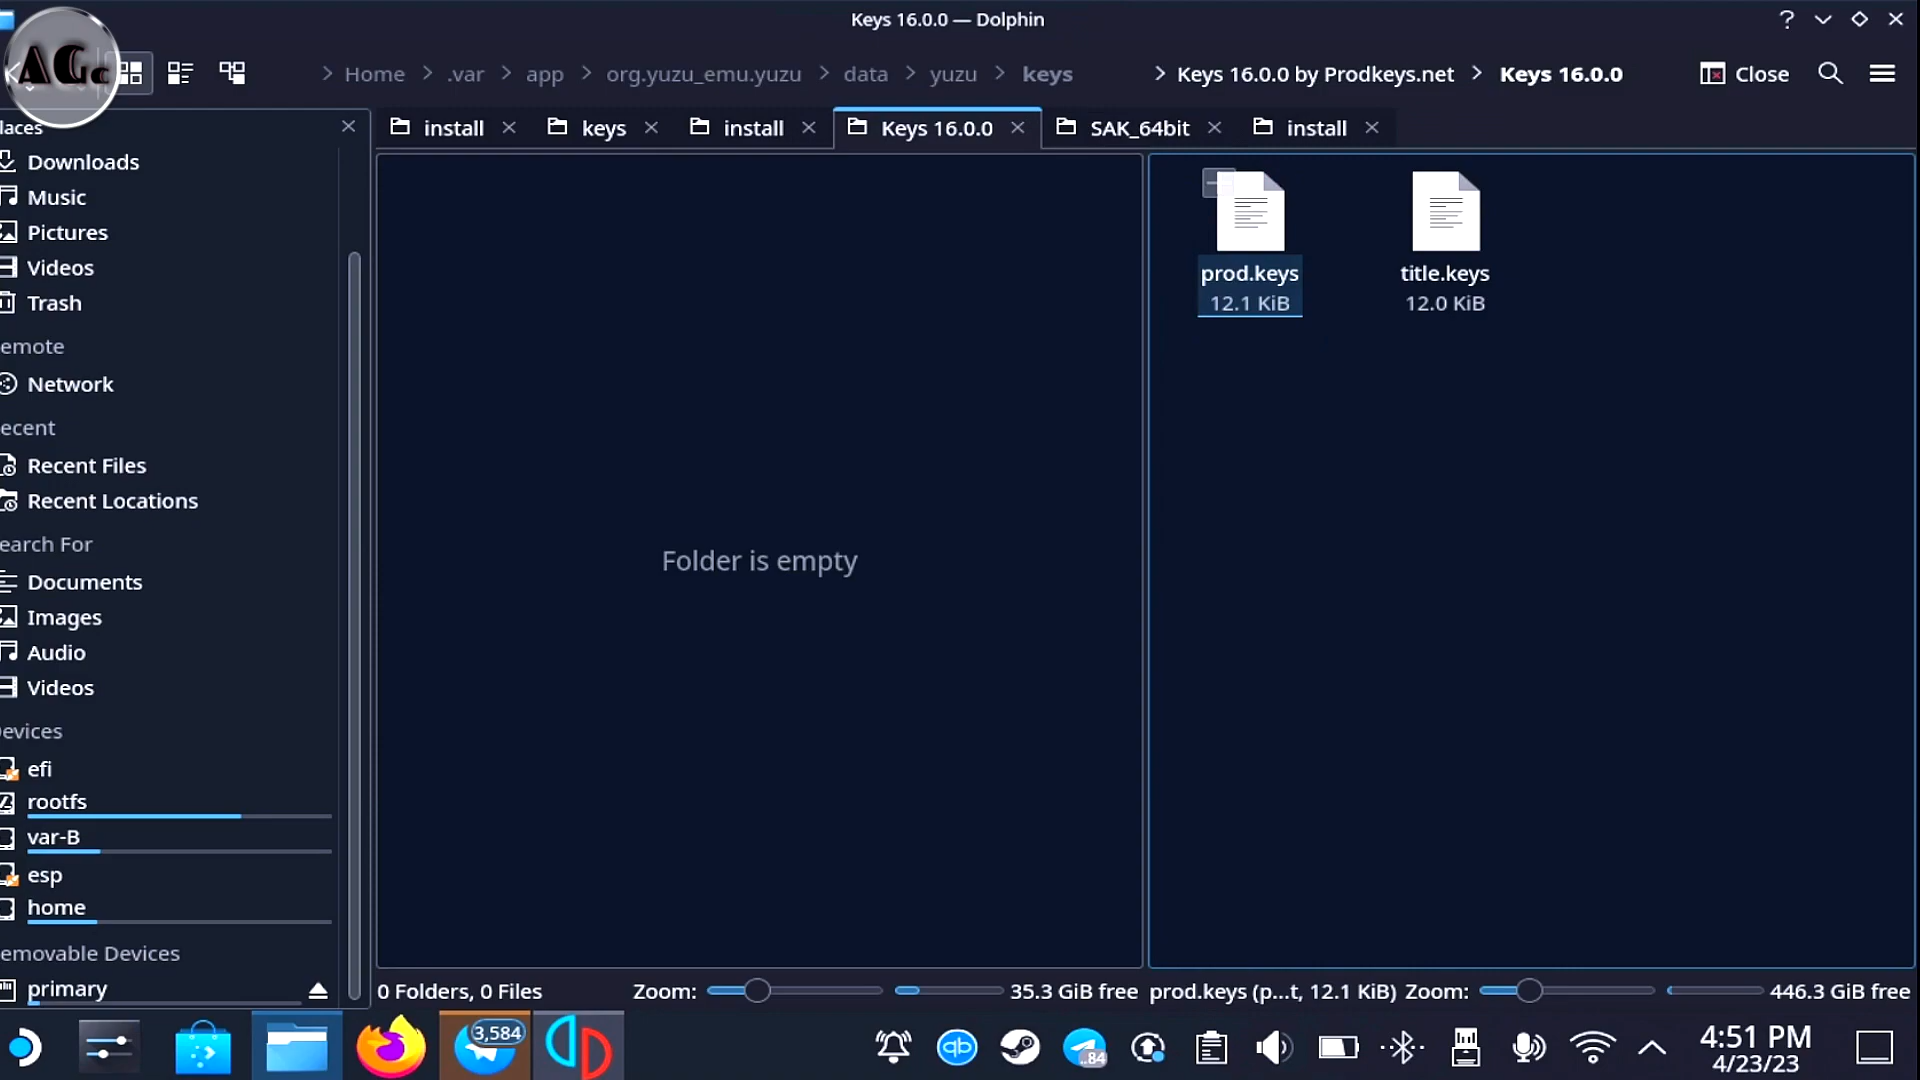 Keys 16.0.0 — Dolphin
AGc
Home
.var
app
org.yuzu_emu.yuzu
data
yuzu
keys
Keys 16.0.0 by Prodkeys.net
Keys 16.0.0
Close
install
keys
install
Keys 16.0.0
SAK_64bit
install
laces
Downloads
Music
Pictures
Videos
Trash
emote
Network
ecent
Recent Files
Recent Locations
earch For
Documents
Images
Audio
Videos
evices
efi
rootfs
var-B
esp
home
emovable Devices
primary
Folder is empty
prod.keys
12.1 KiB
title.keys
12.0 KiB
0 Folders, 0 Files
Zoom:
35.3 GiB free
prod.keys (p...t, 12.1 KiB)
Zoom:
446.3 GiB free
3,584
qb
..84
4:51 PM
4/23/23